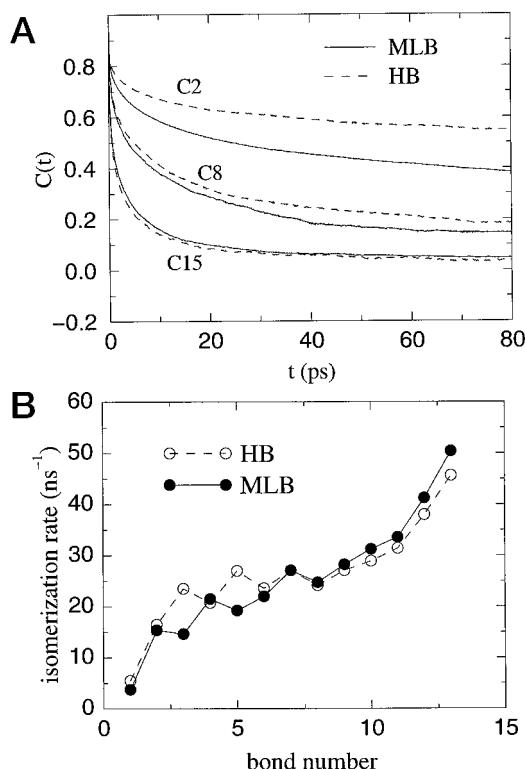 A
MLB
HB
0.8
0.6
0.4
0.2
0.0
−0.2
C(t)
C2
C8
C15
0 20 40 60 80
t (ps)
B
60
50
40
30
20
10
0
isomerization rate (ns⁻¹)
HB
MLB
0 5 10 15
bond number